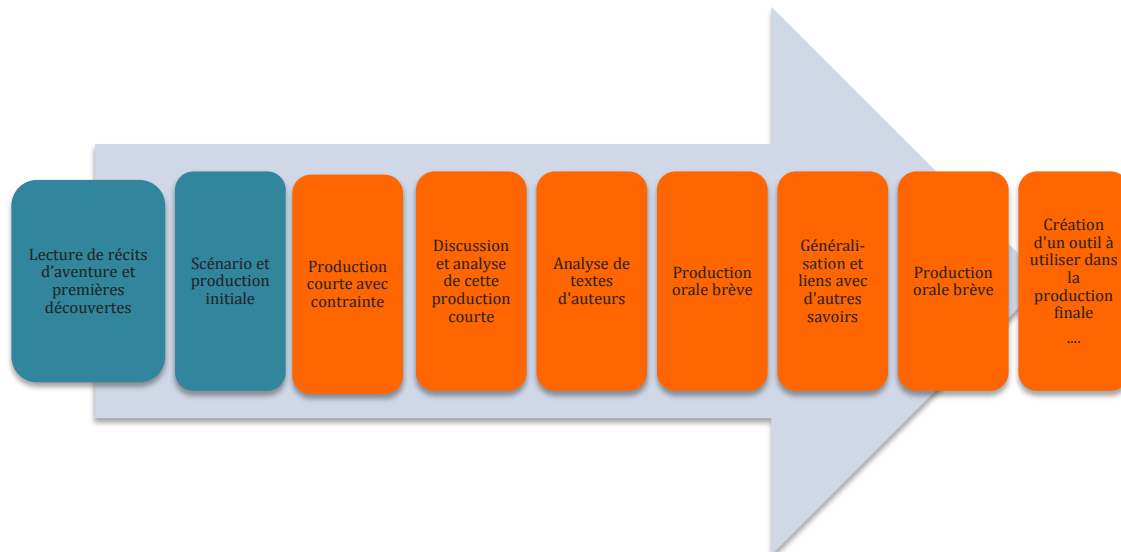 Lecture de récits
d'aventure et
premières
découvertes
Scénario et
production
initiale
Production
courte avec
contrainte
Discussion
et analyse
de cette
production
courte
Analyse de
textes
d'auteurs
Production
orale brève
Générali-
sation et
liens avec
d'autres
savoirs
Production
orale brève
Création
d'un outil à
utiliser dans
la
production
finale
....